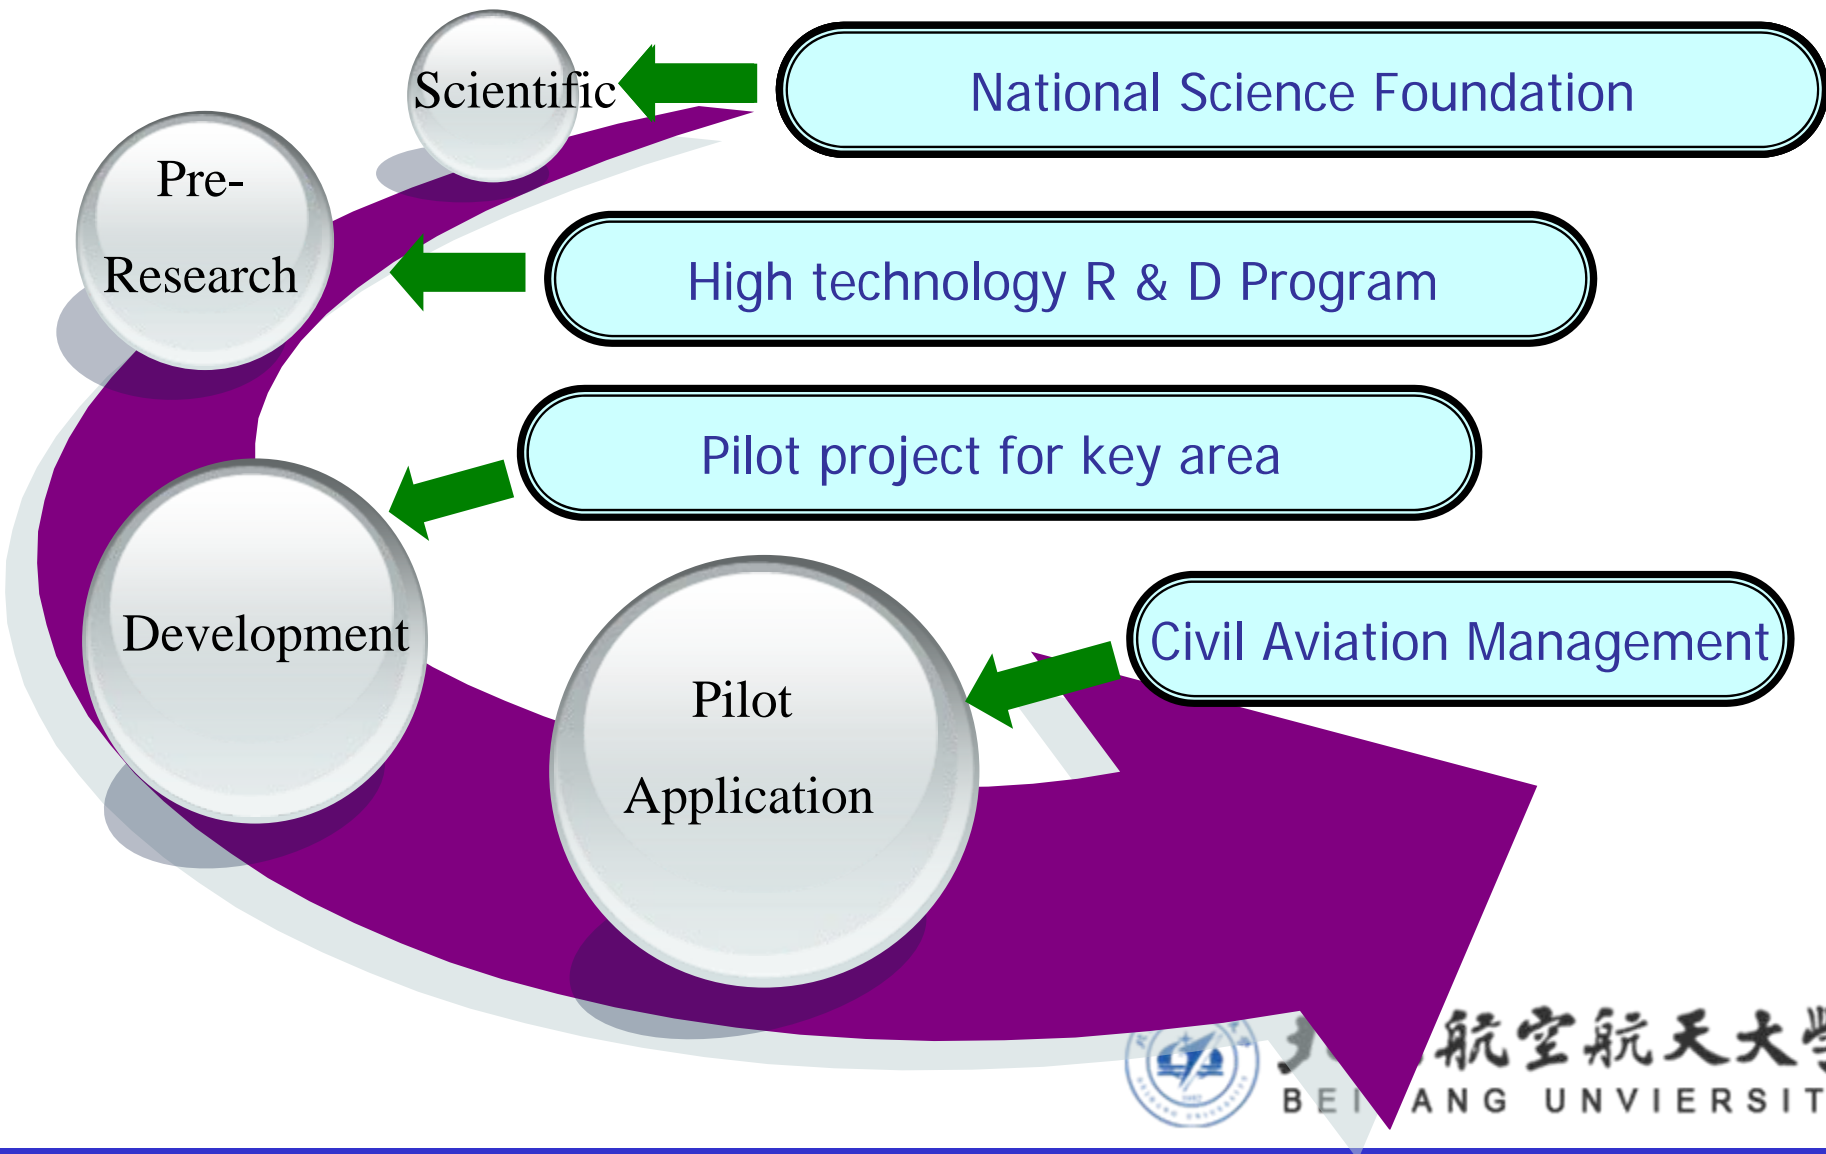 Scientific
National Science Foundation
Pre-
Research
High technology R & D Program
Pilot project for key area
Development
Civil Aviation Management
Pilot
Application
航空航天大學
BEI ANG UNVIERSIT